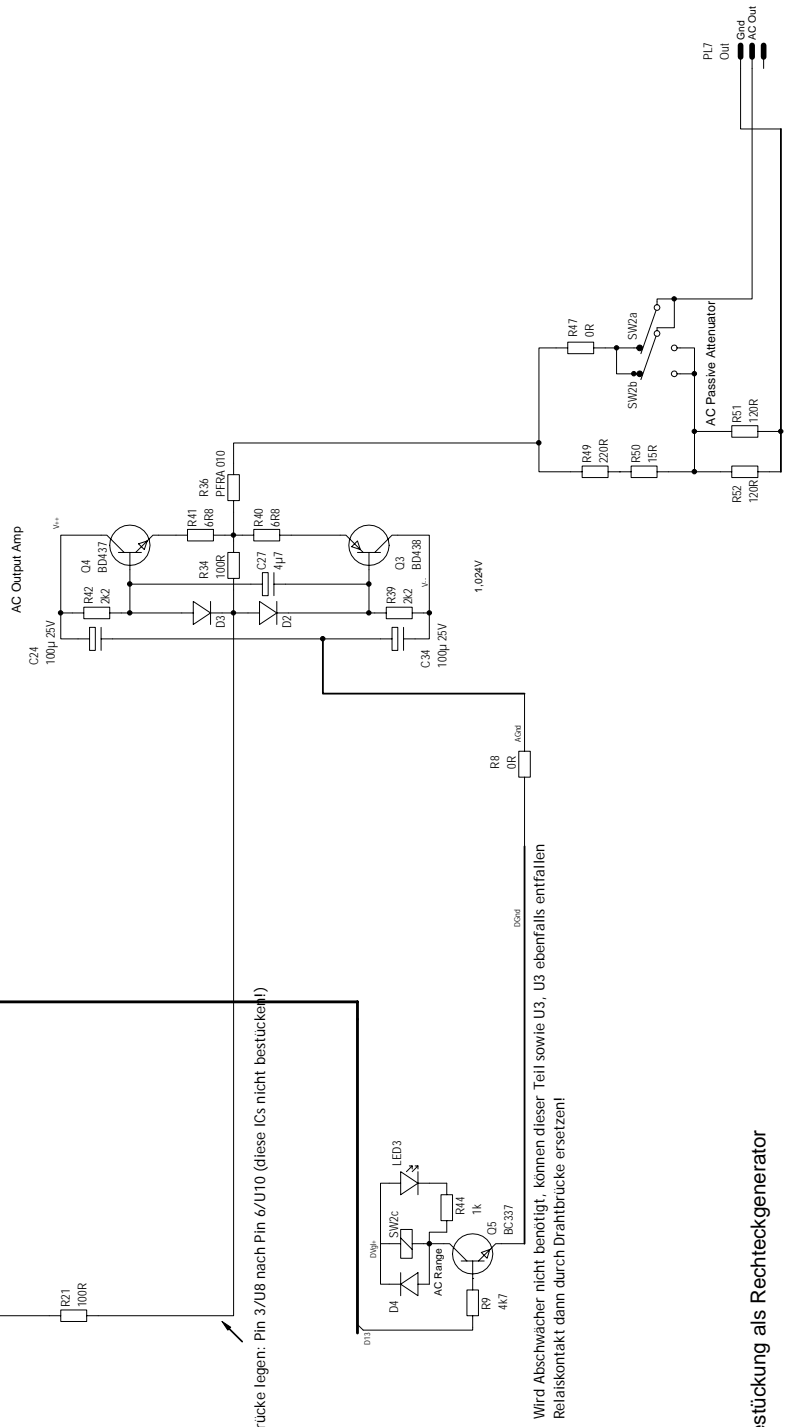 AC Output Amp
C24
100µ 25V
V++
R42
2k2
Q4
BD437
R41
6R8
R36
PFRA 010
D3
R34
100R
C27
4µ7
R40
6R8
D2
R39
2k2
Q3
BD438
V--
C34
100µ 25V
1,024V
R21
100R
rücke legen: Pin 3/U8 nach Pin 6/U10 (diese ICs nicht bestücken!)
DVgl+
D4
SW2c
LED3
R44
1k
AC Range
D13
R9
4k7
Q5
BC337
DGnd
R8
0R
AGnd
Wird Abschwächer nicht benötigt, können dieser Teil sowie U3, U3 ebenfalls entfallen
Relaiskontakt dann durch Drahtbrücke ersetzen!
R47
0R
SW2b
SW2a
R49
220R
R50
15R
AC Passive Attenuator
R52
120R
R51
120R
PL7
Out
Gnd
AC Out
estückung als Rechteckgenerator